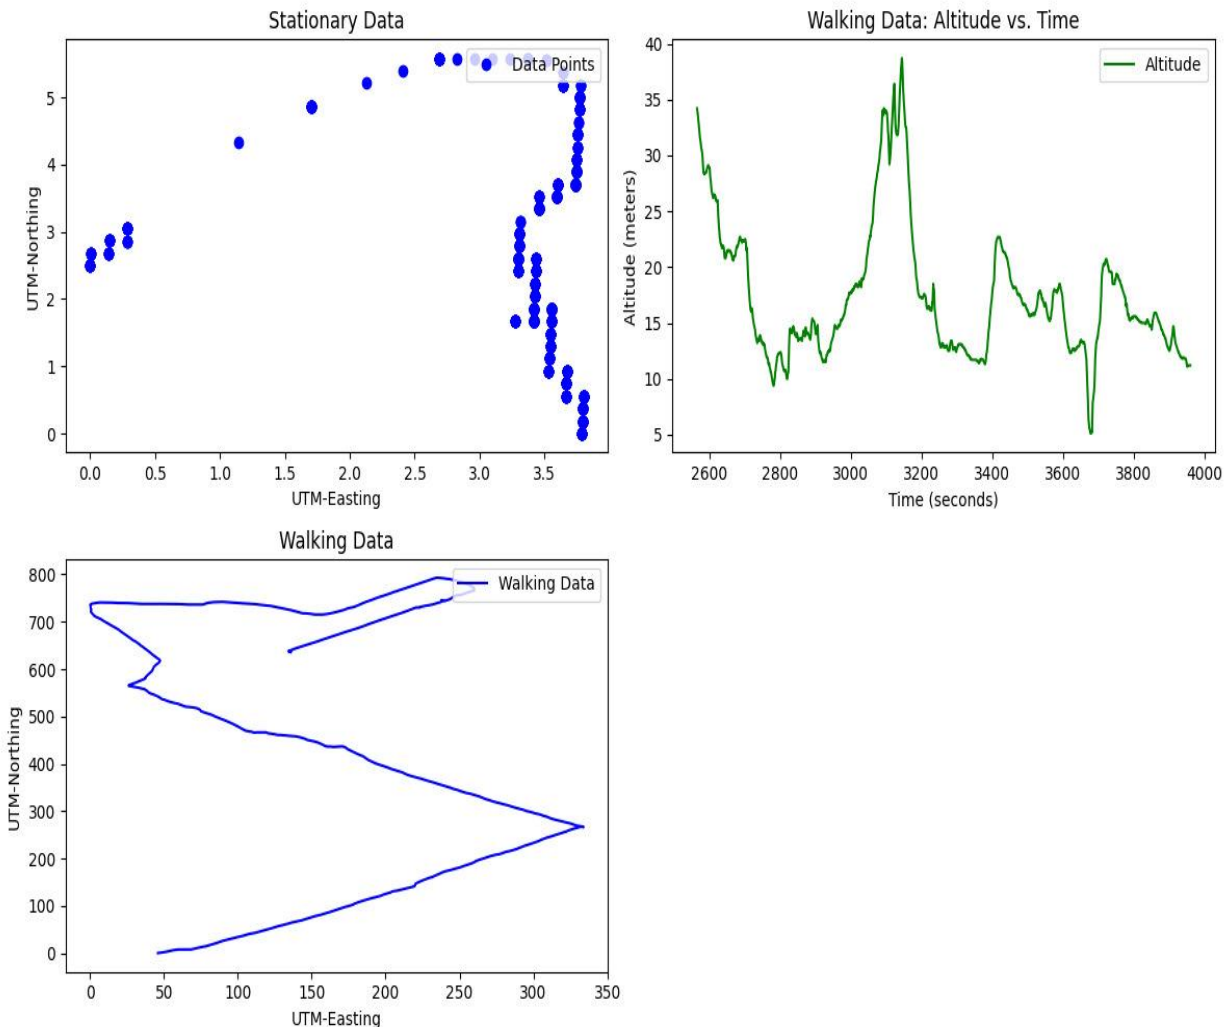 Stationary Data
Data Points
UTM-Northing
5
4
3
2
1
0
0.0 0.5 1.0 1.5 2.0 2.5 3.0 3.5
UTM-Easting
Walking Data: Altitude vs. Time
Altitude
Altitude (meters)
40
35
30
25
20
15
10
5
2600 2800 3000 3200 3400 3600 3800 4000
Time (seconds)
Walking Data
Walking Data
UTM-Northing
800
700
600
500
400
300
200
100
0
0 50 100 150 200 250 300 350
UTM-Easting